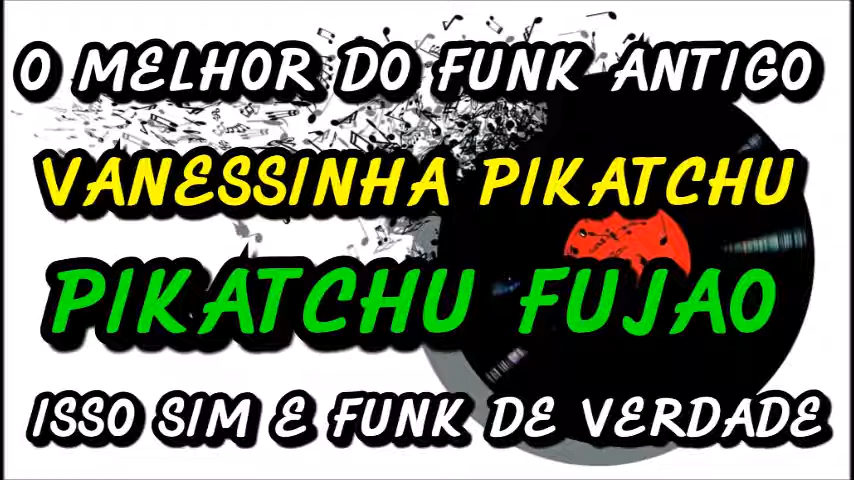 O MELHOR DO FUNK ANTIGO
VANESSINHA PIKATCHU
PIKATCHU FUJAO
ISSO SIM E FUNK DE VERDADE